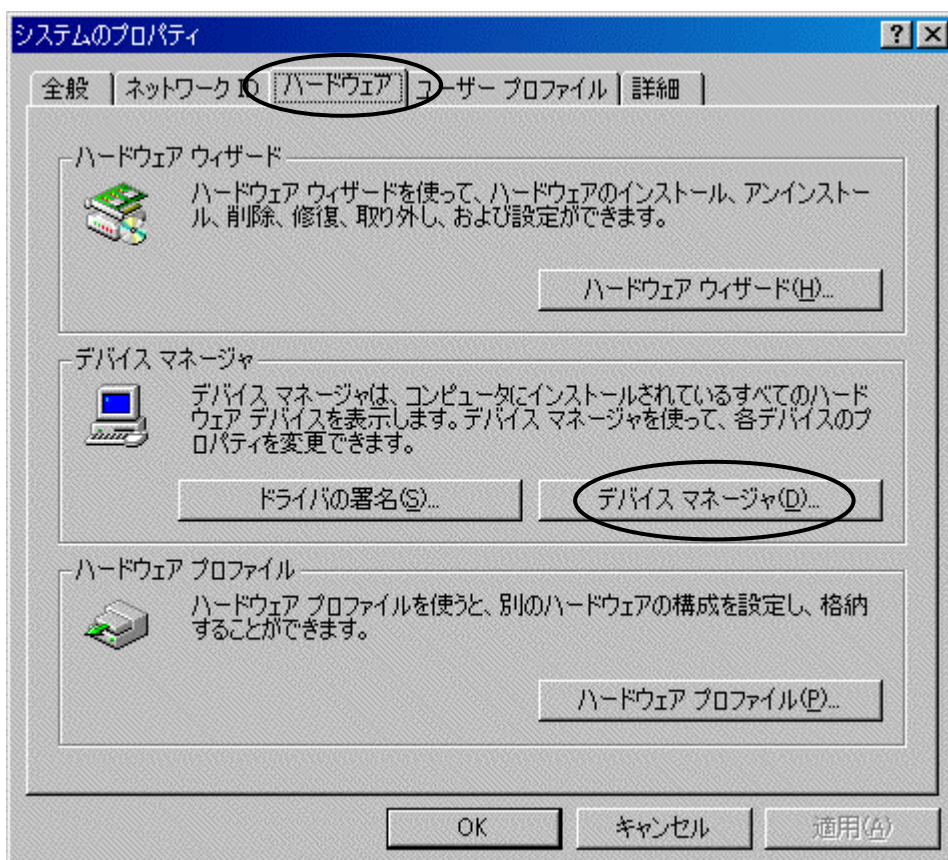 システムのプロパティ
全般 ネットワーク ID ハードウェア ユーザー プロファイル 詳細
ハードウェア ウィザード
ハードウェア ウィザードを使って、ハードウェアのインストール、アンインストー
ル、削除、修復、取り外し、および設定ができます。
ハードウェア ウィザード(H)...
デバイス マネージャ
デバイス マネージャは、コンピュータにインストールされているすべてのハード
ウェア デバイスを表示します。デバイス マネージャを使って、各デバイスのプ
ロパティを変更できます。
ドライバの署名(S)... デバイス マネージャ(D)...
ハードウェア プロファイル
ハードウェア プロファイルを使うと、別のハードウェアの構成を設定し、格納
することができます。
ハードウェア プロファイル(P)...
OK キャンセル 適用(A)